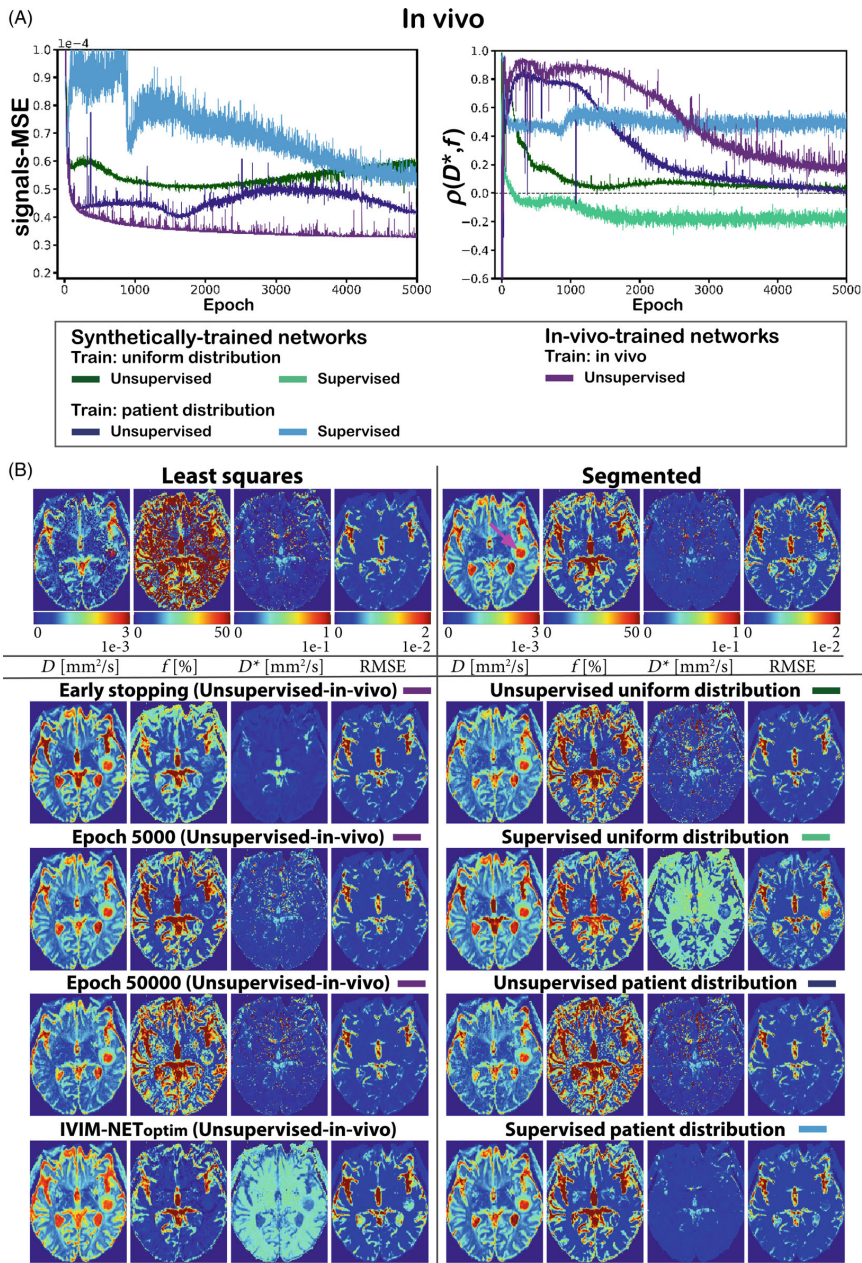 (A)
In vivo
1e−4
1.0
0.9
0.8
0.7
0.6
0.5
0.4
0.3
0.2
signals-MSE
0 1000 2000 3000 4000 5000
Epoch
1.0
0.8
0.6
0.4
0.2
0.0
−0.2
−0.4
−0.6
ρ(D*,f)
0 1000 2000 3000 4000 5000
Epoch
Synthetically-trained networks
Train: uniform distribution
Unsupervised Supervised
Train: patient distribution
Unsupervised Supervised
In-vivo-trained networks
Train: in vivo
Unsupervised
(B)
Least squares Segmented
0 3 0 50 0 1 0 2 0 3 0 50 0 1 0 2
1e-3 1e-1 1e-2 1e-3 1e-1 1e-2
D [mm²/s] f [%] D* [mm²/s] RMSE D [mm²/s] f [%] D* [mm²/s] RMSE
Early stopping (Unsupervised-in-vivo) Unsupervised uniform distribution
Epoch 5000 (Unsupervised-in-vivo) Supervised uniform distribution
Epoch 50000 (Unsupervised-in-vivo) Unsupervised patient distribution
IVIM-NEToptim (Unsupervised-in-vivo) Supervised patient distribution